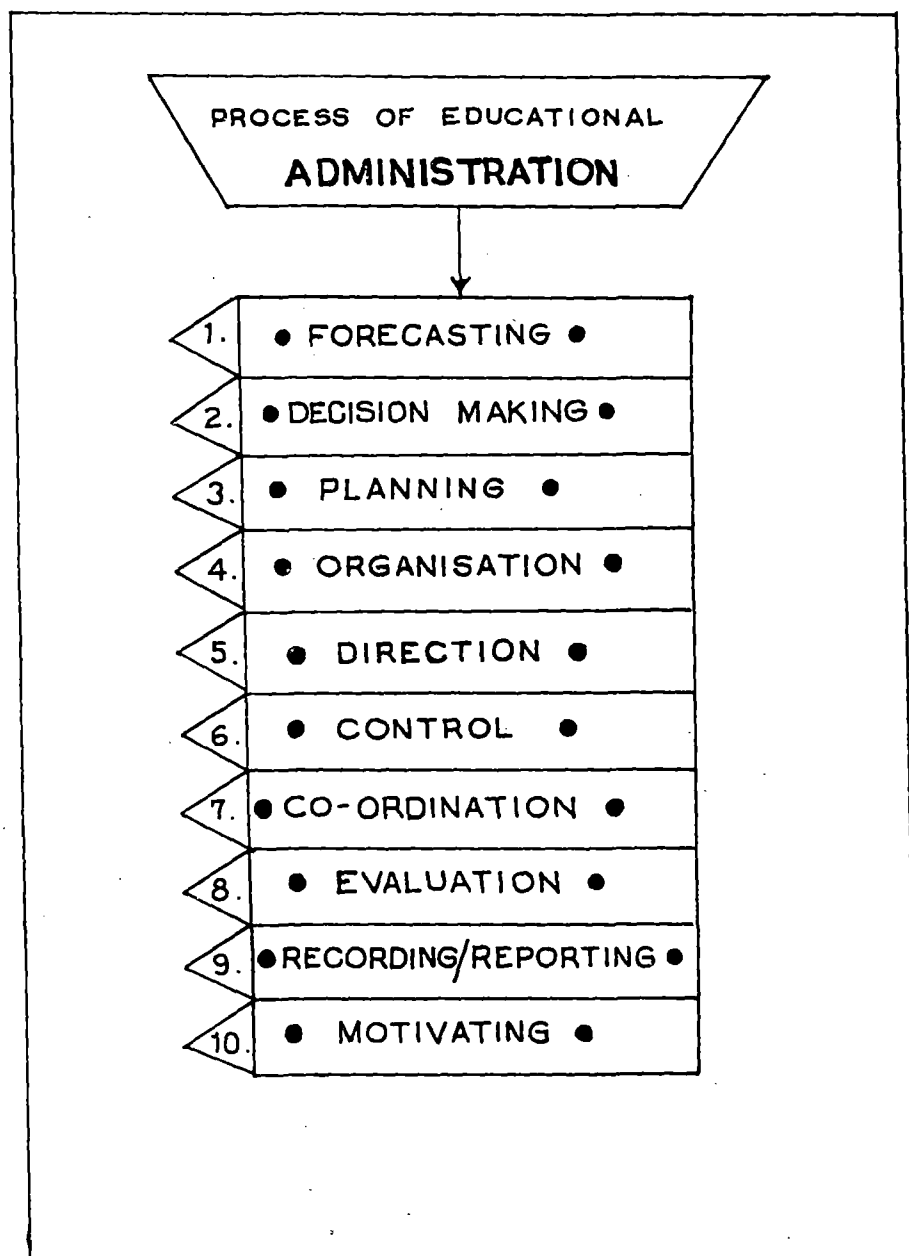 PROCESS OF EDUCATIONAL
ADMINISTRATION
1. • FORECASTING •
2. • DECISION MAKING •
3. • PLANNING •
4. • ORGANISATION •
5. • DIRECTION •
6. • CONTROL •
7. • CO-ORDINATION •
8. • EVALUATION •
9. • RECORDING/REPORTING •
10. • MOTIVATING •